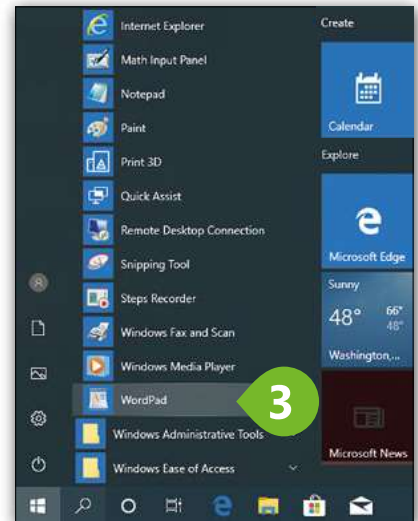 Internet Explorer
Math Input Panel
Notepad
Paint
Print 3D
Quick Assist
Remote Desktop Connection
Snipping Tool
Steps Recorder
Windows Fax and Scan
Windows Media Player
WordPad
3
Windows Administrative Tools
Windows Ease of Access
Create
Calendar
Explore
Microsoft Edge
Sunny
48° 66°
48°
Washington,...
Microsoft News